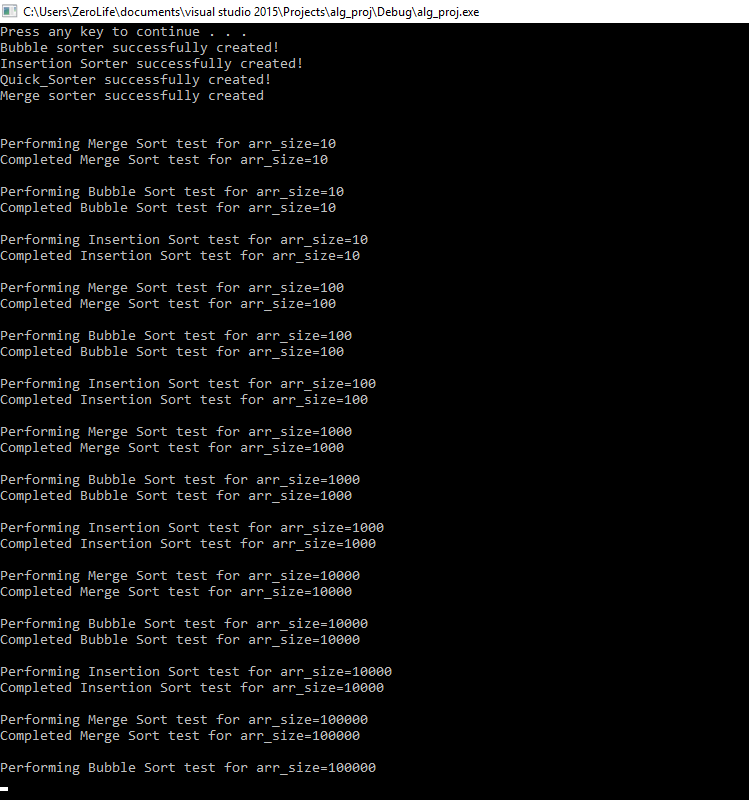 C:\Users\ZeroLife\documents\visual studio 2015\Projects\alg_proj\Debug\alg_proj.exe
Press any key to continue . . .
Bubble sorter successfully created!
Insertion Sorter successfully created!
Quick_Sorter successfully created!
Merge sorter successfully created
Performing Merge Sort test for arr_size=10
Completed Merge Sort test for arr_size=10
Performing Bubble Sort test for arr_size=10
Completed Bubble Sort test for arr_size=10
Performing Insertion Sort test for arr_size=10
Completed Insertion Sort test for arr_size=10
Performing Merge Sort test for arr_size=100
Completed Merge Sort test for arr_size=100
Performing Bubble Sort test for arr_size=100
Completed Bubble Sort test for arr_size=100
Performing Insertion Sort test for arr_size=100
Completed Insertion Sort test for arr_size=100
Performing Merge Sort test for arr_size=1000
Completed Merge Sort test for arr_size=1000
Performing Bubble Sort test for arr_size=1000
Completed Bubble Sort test for arr_size=1000
Performing Insertion Sort test for arr_size=1000
Completed Insertion Sort test for arr_size=1000
Performing Merge Sort test for arr_size=10000
Completed Merge Sort test for arr_size=10000
Performing Bubble Sort test for arr_size=10000
Completed Bubble Sort test for arr_size=10000
Performing Insertion Sort test for arr_size=10000
Completed Insertion Sort test for arr_size=10000
Performing Merge Sort test for arr_size=100000
Completed Merge Sort test for arr_size=100000
Performing Bubble Sort test for arr_size=100000